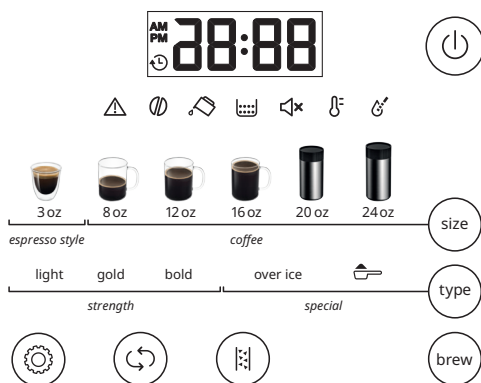 AM
PM
28:88
3 oz
8 oz
12 oz
16 oz
20 oz
24 oz
size
espresso style
coffee
light
gold
bold
over ice
type
strength
special
brew